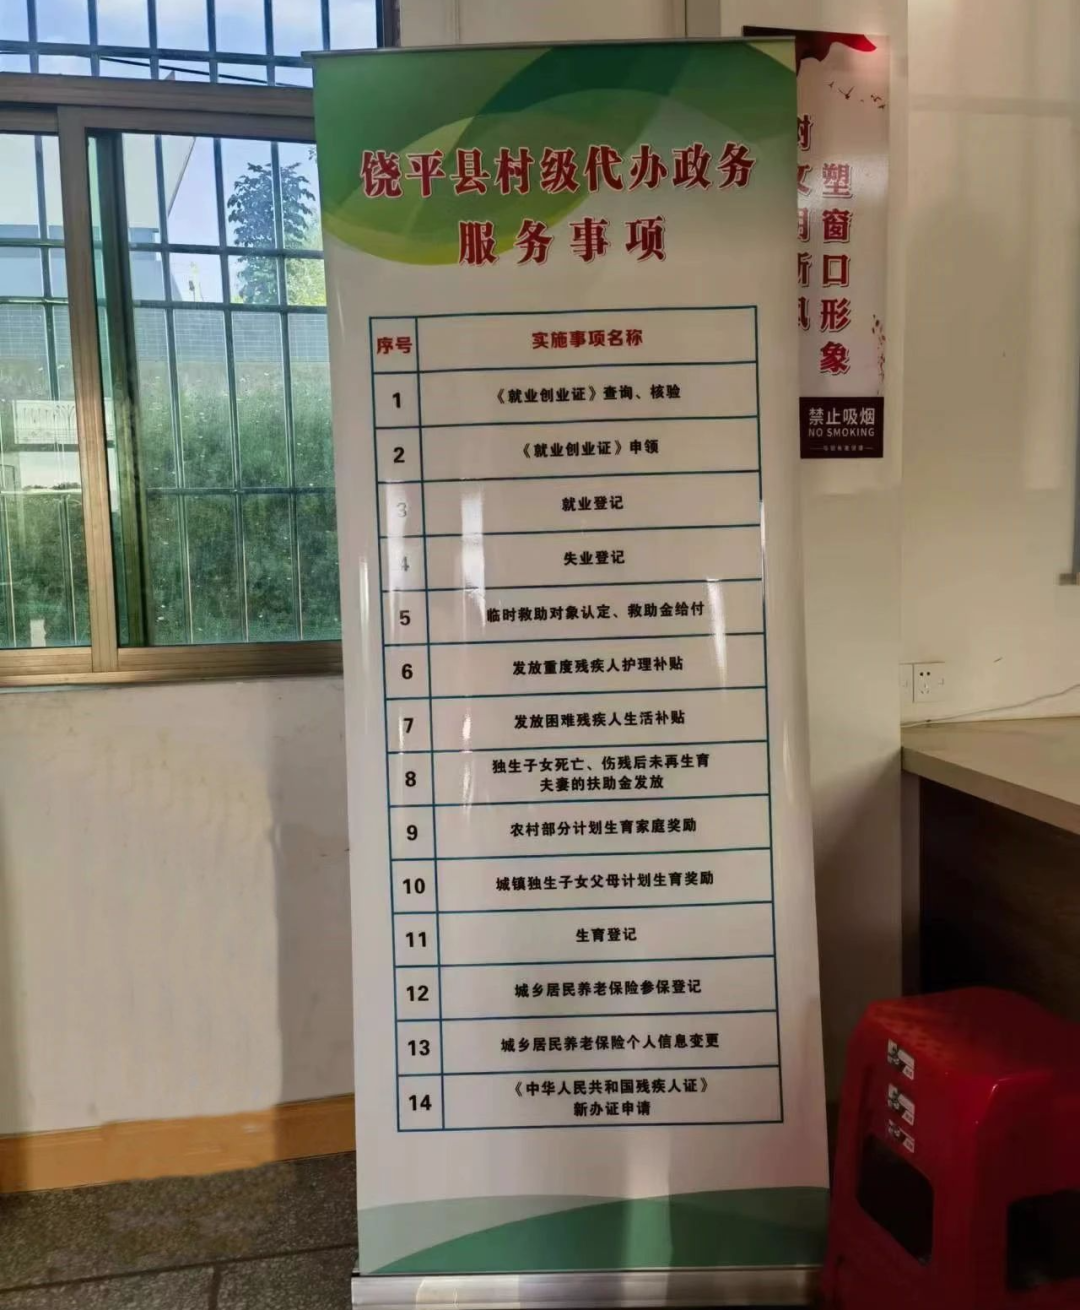 饶平县村级代办政务
服务事项
序号 实施事项名称
1 《就业创业证》查询、核验
2 《就业创业证》申领
3 就业登记
4 失业登记
5 临时救助对象认定、救助金给付
6 发放重度残疾人护理补贴
7 发放困难残疾人生活补贴
8 独生子女死亡、伤残后未再生育
夫妻的扶助金发放
9 农村部分计划生育家庭奖励
10 城镇独生子女父母计划生育奖励
11 生育登记
12 城乡居民养老保险参保登记
13 城乡居民养老保险个人信息变更
14 《中华人民共和国残疾人证》
新办证申请
塑窗口形象
禁止吸烟
NO SMOKING